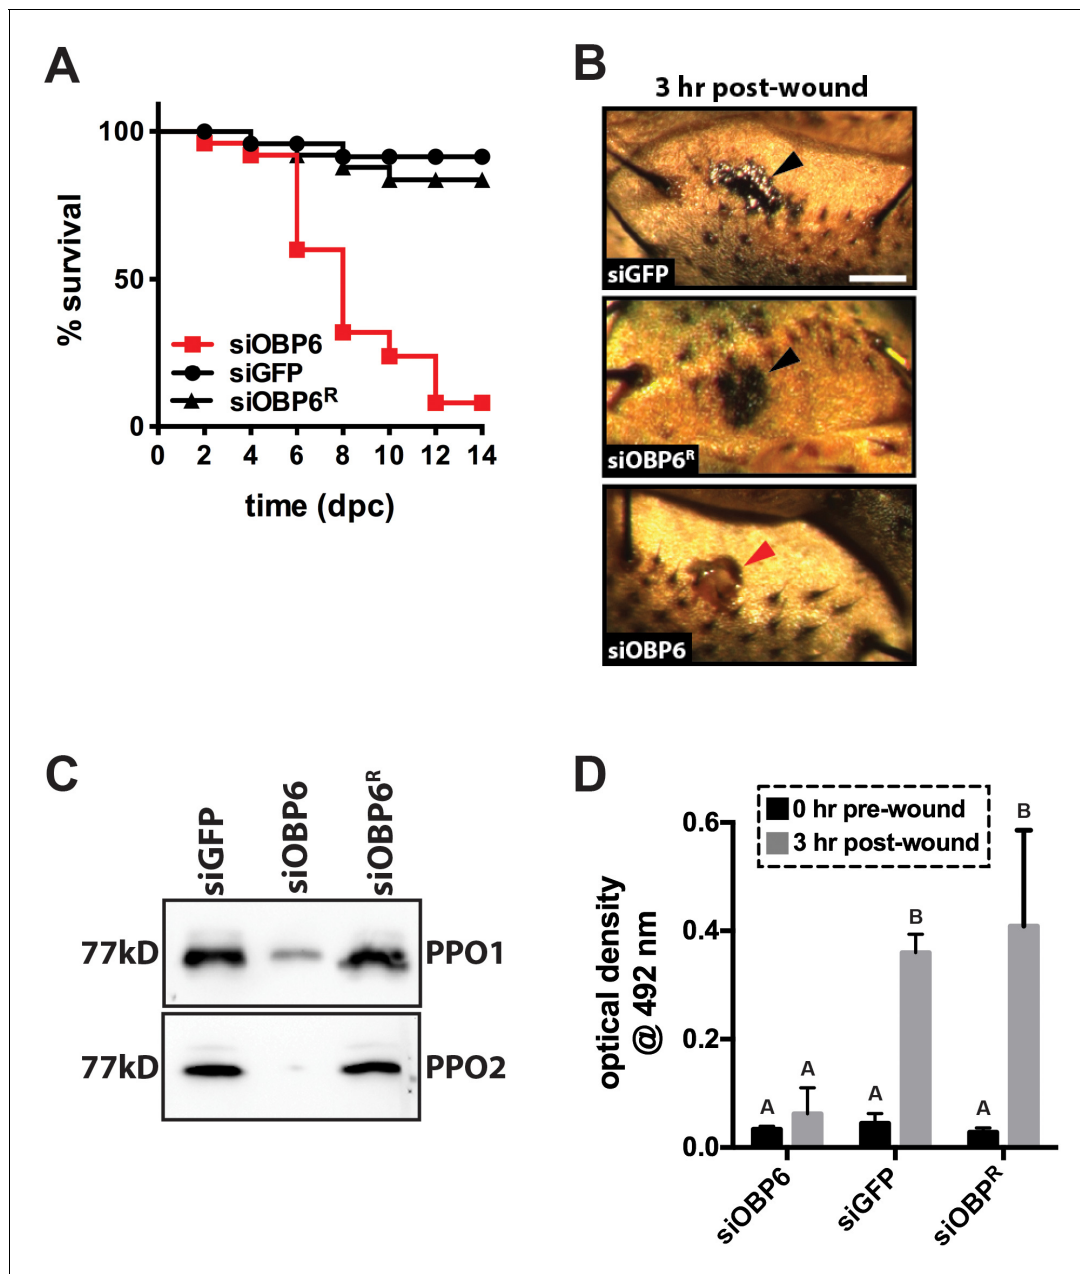 A
100
50
0
% survival
siOBP6
siGFP
siOBP6R
0 2 4 6 8 10 12 14
time (dpc)
B
3 hr post-wound
siGFP
siOBP6R
siOBP6
C
siGFP
siOBP6
siOBP6R
77kD PPO1
77kD PPO2
D
0 hr pre-wound
3 hr post-wound
0.6
0.4
0.2
0.0
optical density
@ 492 nm
A A A B A B
siOBP6
siGFP
siOBPR